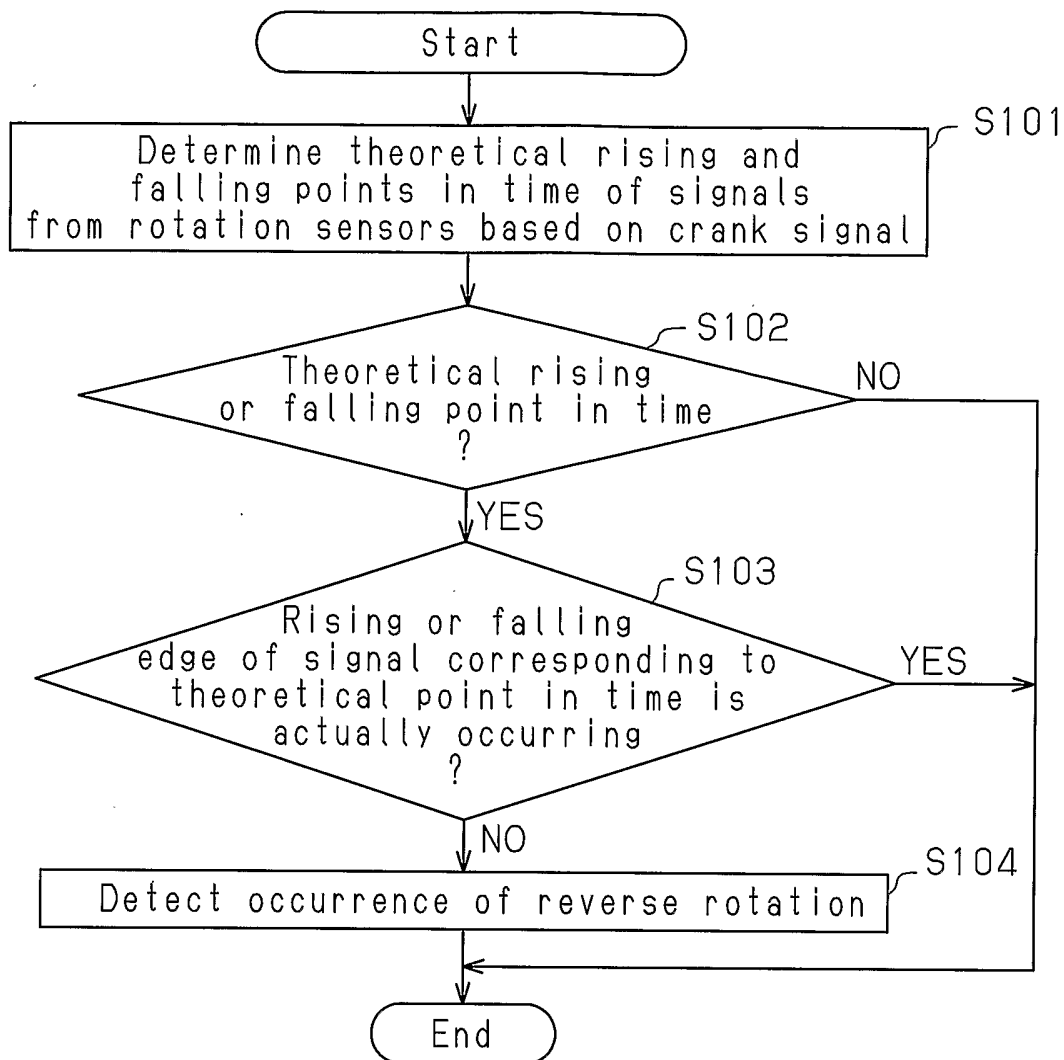 Start
S101
Determine theoretical rising and
falling points in time of signals
from rotation sensors based on crank signal
S102
Theoretical rising
or falling point in time
?
NO
YES
S103
Rising or falling
edge of signal corresponding to
theoretical point in time is
actually occurring
?
YES
NO
S104
Detect occurrence of reverse rotation
End